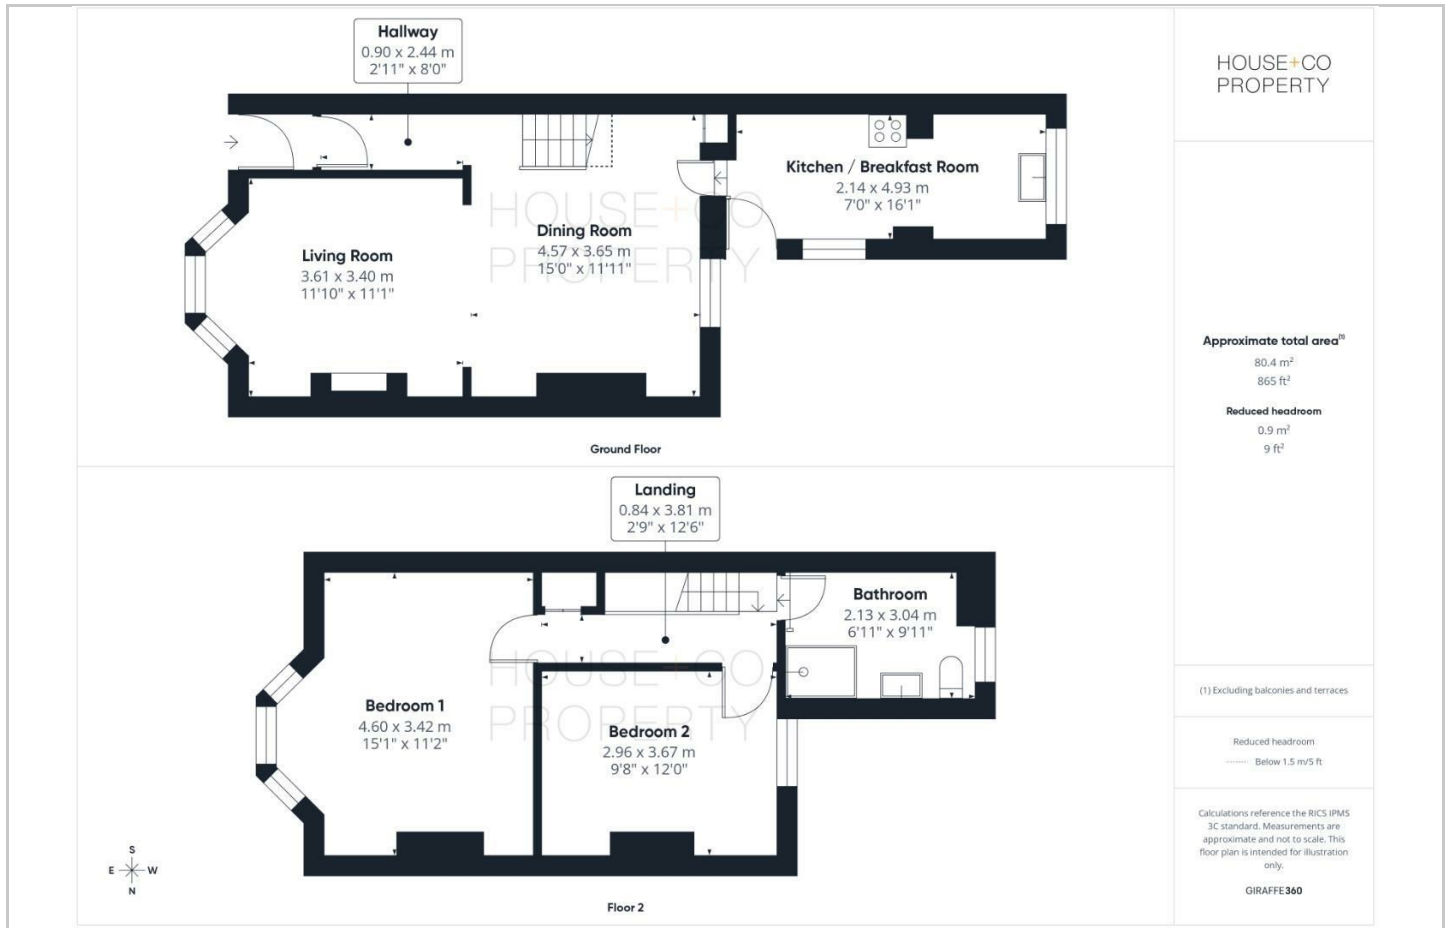 Hallway
0.90 x 2.44 m
2'11" x 8'0"
Kitchen / Breakfast Room
2.14 x 4.93 m
7'0" x 16'1"
HOUSE+CO
PROPERTY
Dining Room
4.57 x 3.65 m
15'0" x 11'11"
Living Room
3.61 x 3.40 m
11'10" x 11'1"
Ground Floor
Landing
0.84 x 3.81 m
2'9" x 12'6"
Bathroom
2.13 x 3.04 m
6'11" x 9'11"
HOUSE+CO
PROPERTY
Bedroom 1
4.60 x 3.42 m
15'1" x 11'2"
Bedroom 2
2.96 x 3.67 m
9'8" x 12'0"
S
E W
N
Floor 2
HOUSE+CO
PROPERTY
Approximate total area(1)
80.4 m²
865 ft²
Reduced headroom
0.9 m²
9 ft²
(1) Excluding balconies and terraces
Reduced headroom
Below 1.5 m/5 ft
Calculations reference the RICS IPMS
3C standard. Measurements are
approximate and not to scale. This
floor plan is intended for illustration
only.
GIRAFFE360